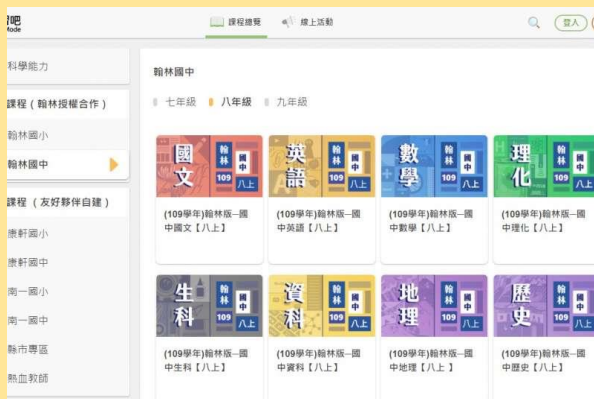 習吧
Mode
課程總覽
線上活動
登入
科學能力
課程 ( 翰林授權合作 )
翰林國小
翰林國中
課程 ( 友好夥伴自建 )
康軒國小
康軒國中
南一國小
南一國中
縣市專區
熱血教師
翰林國中
七年級
八年級
九年級
國文
翰林
國中
109
八上
(109學年)翰林版—國
中國文【八上】
英語
翰林
國中
109
八上
(109學年)翰林版—國
中英語【八上】
數學
翰林
國中
109
八上
(109學年)翰林版—國
中數學【八上】
理化
翰林
國中
109
八上
(109學年)翰林版—國
中理化【八上】
生科
翰林
國中
109
八上
(109學年)翰林版—國
中生科【八上】
資科
翰林
國中
109
八上
(109學年)翰林版—國
中資科【八上】
地理
翰林
國中
109
八上
(109學年)翰林版—國
中地理【八上 】
歷史
翰林
國中
109
八上
(109學年)翰林版—國
中歷史【八上】